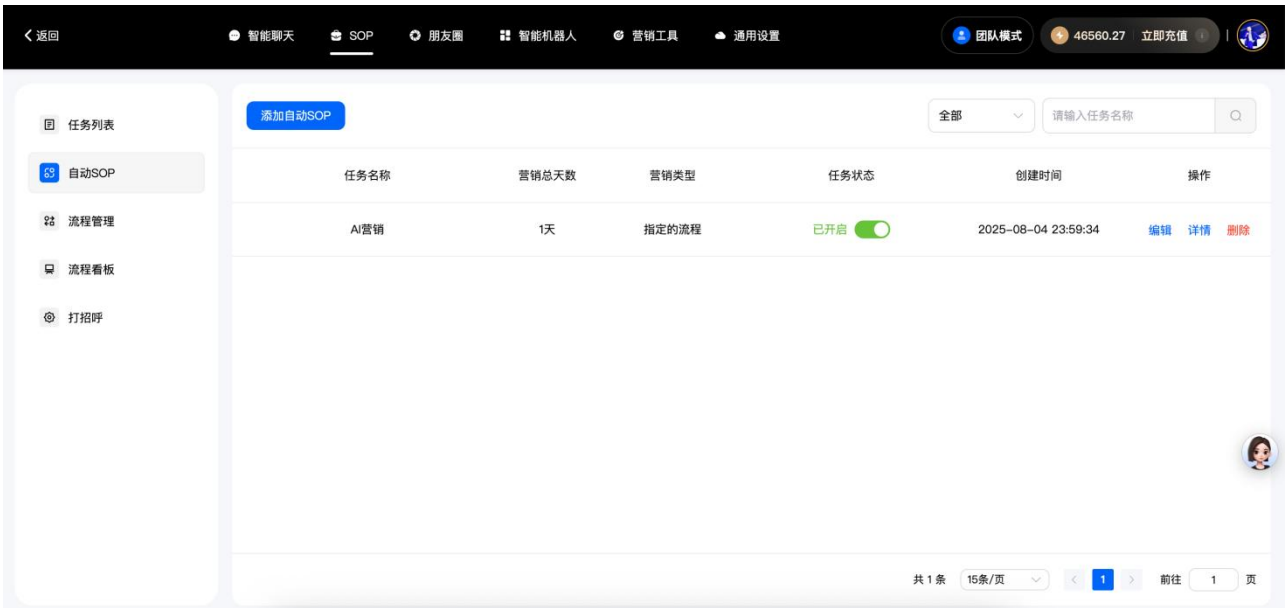 返回 智能聊天 SOP 朋友圈 智能机器人 营销工具 通用设置 团队模式 46560.27 立即充值
任务列表
自动SOP
流程管理
流程看板
打招呼
添加自动SOP 全部 请输入任务名称
任务名称 营销总天数 营销类型 任务状态 创建时间 操作
AI营销 1天 指定的流程 已开启 2025-08-04 23:59:34 编辑 详情 删除
共 1 条 15条/页 1 前往 1 页